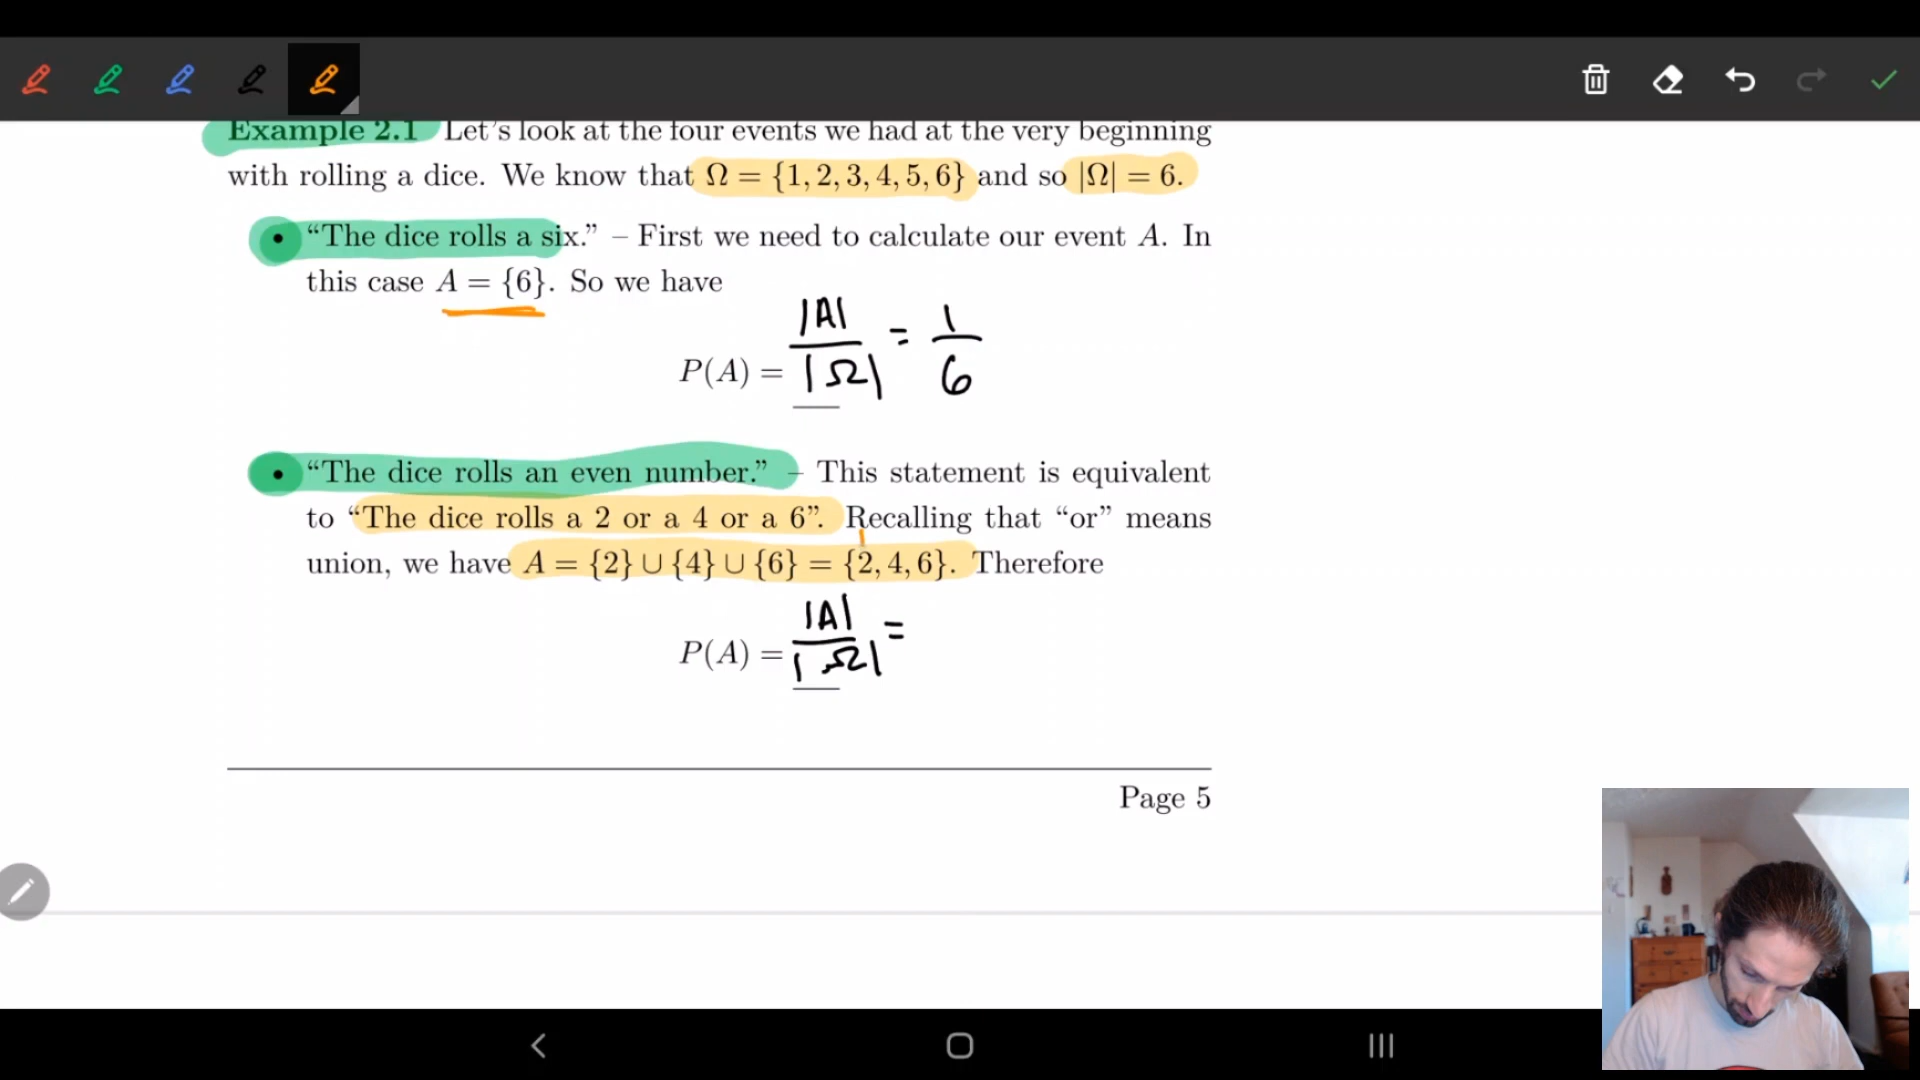 Example 2.1 Let's look at the four events we had at the very beginning
with rolling a dice. We know that Ω = {1, 2, 3, 4, 5, 6} and so |Ω| = 6.
• “The dice rolls a six.” – First we need to calculate our event A. In
this case A = {6}. So we have
P(A) = |A| / |Ω| = 1 / 6
• “The dice rolls an even number.” – This statement is equivalent
to “The dice rolls a 2 or a 4 or a 6”. Recalling that “or” means
union, we have A = {2} ∪ {4} ∪ {6} = {2, 4, 6}. Therefore
P(A) = |A| / |Ω| =
Page 5